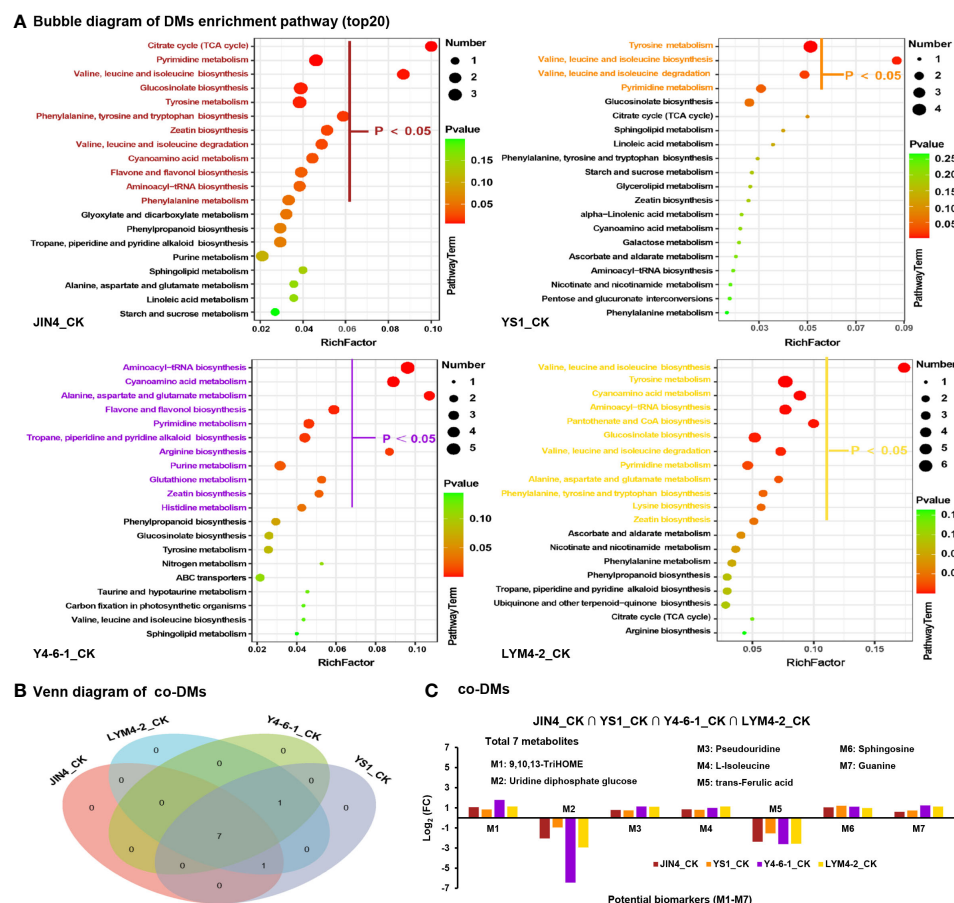 A Bubble diagram of DMs enrichment pathway (top20)
Citrate cycle (TCA cycle)
Pyrimidine metabolism
Valine, leucine and isoleucine biosynthesis
Glucosinolate biosynthesis
Tyrosine metabolism
Phenylalanine, tyrosine and tryptophan biosynthesis
Zeatin biosynthesis
Valine, leucine and isoleucine degradation
Cyanoamino acid metabolism
Flavone and flavonol biosynthesis
Aminoacyl−tRNA biosynthesis
Phenylalanine metabolism
Glyoxylate and dicarboxylate metabolism
Phenylpropanoid biosynthesis
Tropane, piperidine and pyridine alkaloid biosynthesis
Purine metabolism
Sphingolipid metabolism
Alanine, aspartate and glutamate metabolism
Linoleic acid metabolism
Starch and sucrose metabolism
P < 0.05
0.02 0.04 0.06 0.08 0.10
RichFactor
JIN4_CK
Number
1
2
3
Pvalue
0.15
0.10
0.05
PathwayTerm
Tyrosine metabolism
Valine, leucine and isoleucine biosynthesis
Valine, leucine and isoleucine degradation
Pyrimidine metabolism
Glucosinolate biosynthesis
Citrate cycle (TCA cycle)
Sphingolipid metabolism
Linoleic acid metabolism
Phenylalanine, tyrosine and tryptophan biosynthesis
Starch and sucrose metabolism
Glycerolipid metabolism
Zeatin biosynthesis
alpha−Linolenic acid metabolism
Cyanoamino acid metabolism
Galactose metabolism
Ascorbate and aldarate metabolism
Aminoacyl−tRNA biosynthesis
Nicotinate and nicotinamide metabolism
Pentose and glucuronate interconversions
Phenylalanine metabolism
P < 0.05
0.03 0.05 0.07 0.09
RichFactor
YS1_CK
Number
1
2
3
4
Pvalue
0.25
0.20
0.15
0.10
0.05
PathwayTerm
Aminoacyl−tRNA biosynthesis
Cyanoamino acid metabolism
Alanine, aspartate and glutamate metabolism
Flavone and flavonol biosynthesis
Pyrimidine metabolism
Tropane, piperidine and pyridine alkaloid biosynthesis
Arginine biosynthesis
Purine metabolism
Glutathione metabolism
Zeatin biosynthesis
Histidine metabolism
Phenylpropanoid biosynthesis
Glucosinolate biosynthesis
Tyrosine metabolism
Nitrogen metabolism
ABC transporters
Taurine and hypotaurine metabolism
Carbon fixation in photosynthetic organisms
Valine, leucine and isoleucine biosynthesis
Sphingolipid metabolism
P < 0.05
0.02 0.04 0.06 0.08 0.10
RichFactor
Y4-6-1_CK
Number
1
2
3
4
5
Pvalue
0.10
0.05
PathwayTerm
Valine, leucine and isoleucine biosynthesis
Tyrosine metabolism
Cyanoamino acid metabolism
Aminoacyl−tRNA biosynthesis
Pantothenate and CoA biosynthesis
Glucosinolate biosynthesis
Valine, leucine and isoleucine degradation
Pyrimidine metabolism
Alanine, aspartate and glutamate metabolism
Phenylalanine, tyrosine and tryptophan biosynthesis
Lysine biosynthesis
Zeatin biosynthesis
Ascorbate and aldarate metabolism
Nicotinate and nicotinamide metabolism
Phenylalanine metabolism
Phenylpropanoid biosynthesis
Tropane, piperidine and pyridine alkaloid biosynthesis
Ubiquinone and other terpenoid−quinone biosynthesis
Citrate cycle (TCA cycle)
Arginine biosynthesis
P < 0.05
0.05 0.10 0.15
RichFactor
LYM4-2_CK
Number
1
2
3
4
5
6
Pvalue
0.1
0.0
0.0
PathwayTerm
B Venn diagram of co-DMs
JIN4_CK
LYM4-2_CK
Y4-6-1_CK
YS1_CK
0 0
0 0 0
0 1 0
7
0 0
0 1
0
C co-DMs
JIN4_CK ∩ YS1_CK ∩ Y4-6-1_CK ∩ LYM4-2_CK
Total 7 metabolites
M1: 9,10,13-TriHOME
M2: Uridine diphosphate glucose
M3: Pseudouridine
M4: L-Isoleucine
M5: trans-Ferulic acid
M6: Sphingosine
M7: Guanine
Log2 (FC)
7
5
3
1
-1
-3
-5
-7
M1 M2 M3 M4 M5 M6 M7
JIN4_CK YS1_CK Y4-6-1_CK LYM4-2_CK
Potential biomarkers (M1-M7)